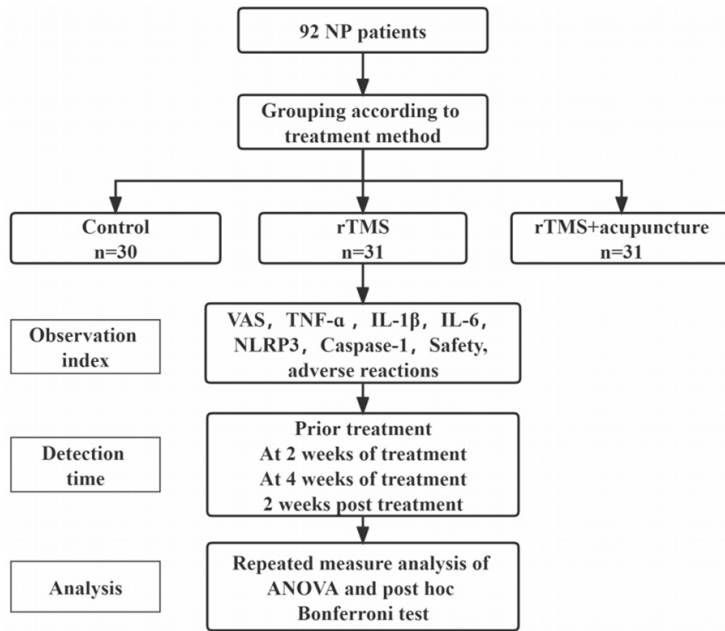 92 NP patients
Grouping according to
treatment method
Control
n=30
rTMS
n=31
rTMS+acupuncture
n=31
Observation
index
VAS, TNF-α , IL-1β, IL-6,
NLRP3, Caspase-1, Safety,
adverse reactions
Detection
time
Prior treatment
At 2 weeks of treatment
At 4 weeks of treatment
2 weeks post treatment
Analysis
Repeated measure analysis of
ANOVA and post hoc
Bonferroni test